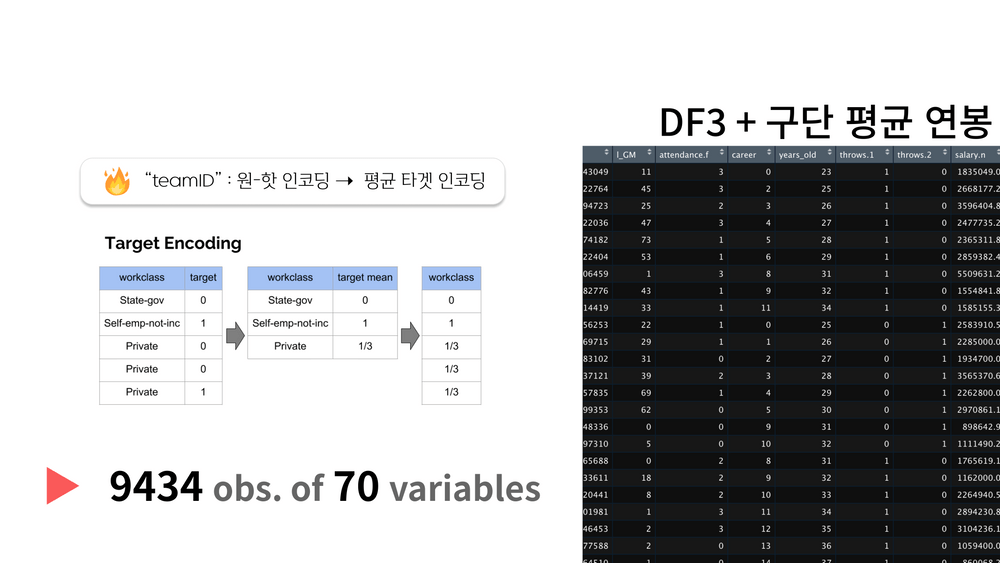 DF3 + 구단 평균 연봉
“teamID” : 원-핫 인코딩 → 평균 타겟 인코딩
Target Encoding
workclass target
State-gov 0
Self-emp-not-inc 1
Private 0
Private 0
Private 1
workclass target mean
State-gov 0
Self-emp-not-inc 1
Private 1/3
workclass
0
1
1/3
1/3
1/3
9434 obs. of 70 variables
I_GM attendance.f career years_old throws.1 throws.2 salary.n
43049 11 3 0 23 1 0 1835049.0
22764 45 3 2 25 1 0 2668177.2
94723 25 2 3 26 1 0 3596404.8
22036 47 3 4 27 1 0 2477735.2
74182 73 1 5 28 1 0 2365311.8
22404 53 1 6 29 1 0 2859382.4
06459 1 3 8 31 1 0 5509631.2
82776 43 1 9 32 1 0 1554841.8
14419 33 1 11 34 1 0 1585155.3
56253 22 1 0 25 0 1 2583910.5
69715 29 1 1 26 0 1 2285000.0
83102 31 0 2 27 0 1 1934700.0
37121 39 2 3 28 0 1 3565370.6
57835 69 1 4 29 0 1 2262800.0
99353 62 0 5 30 0 1 2970861.1
48336 0 0 9 31 0 1 898642.9
97310 5 0 10 32 0 1 1111490.2
65688 0 2 8 31 1 0 1765619.1
33611 18 2 9 32 1 0 1162000.0
20441 8 2 10 33 1 0 2264940.5
01981 1 3 11 34 1 0 2894230.8
46453 2 3 12 35 1 0 3104236.1
77588 2 0 13 36 1 0 1059400.0